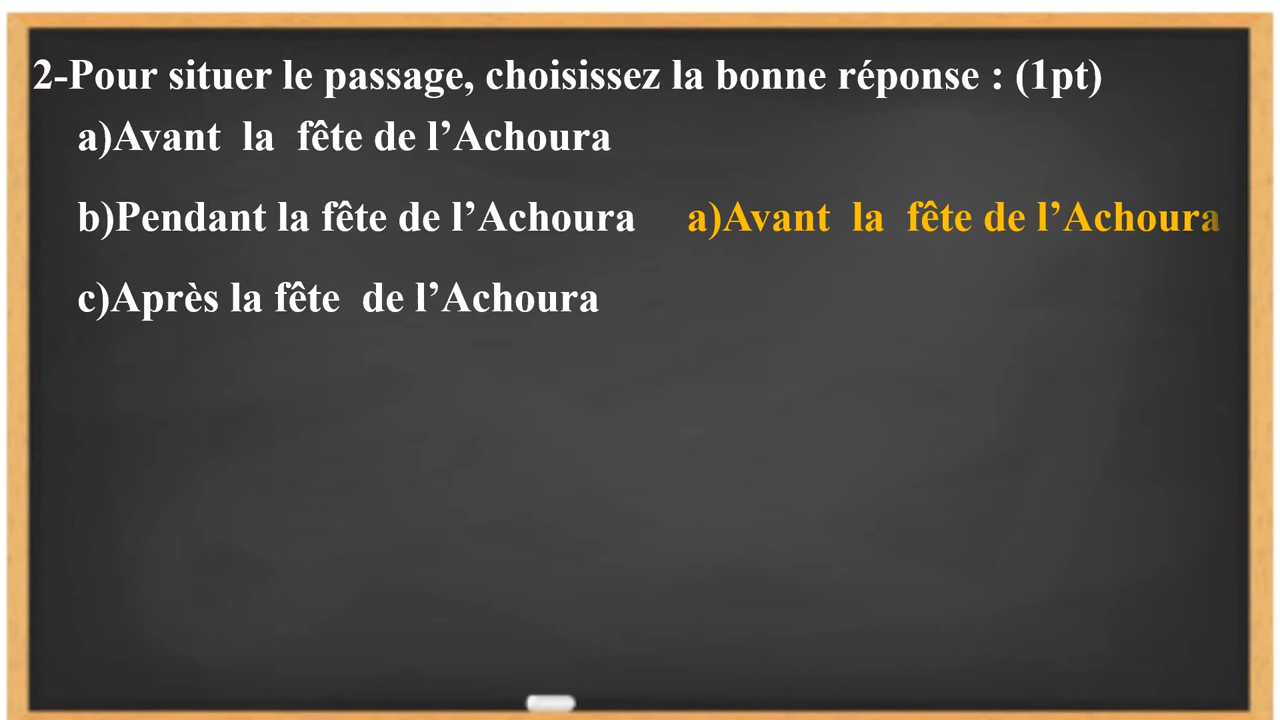 2-Pour situer le passage, choisissez la bonne réponse : (1pt)
a)Avant la fête de l’Achoura
b)Pendant la fête de l’Achoura a)Avant la fête de l’Achoura
c)Après la fête de l’Achoura